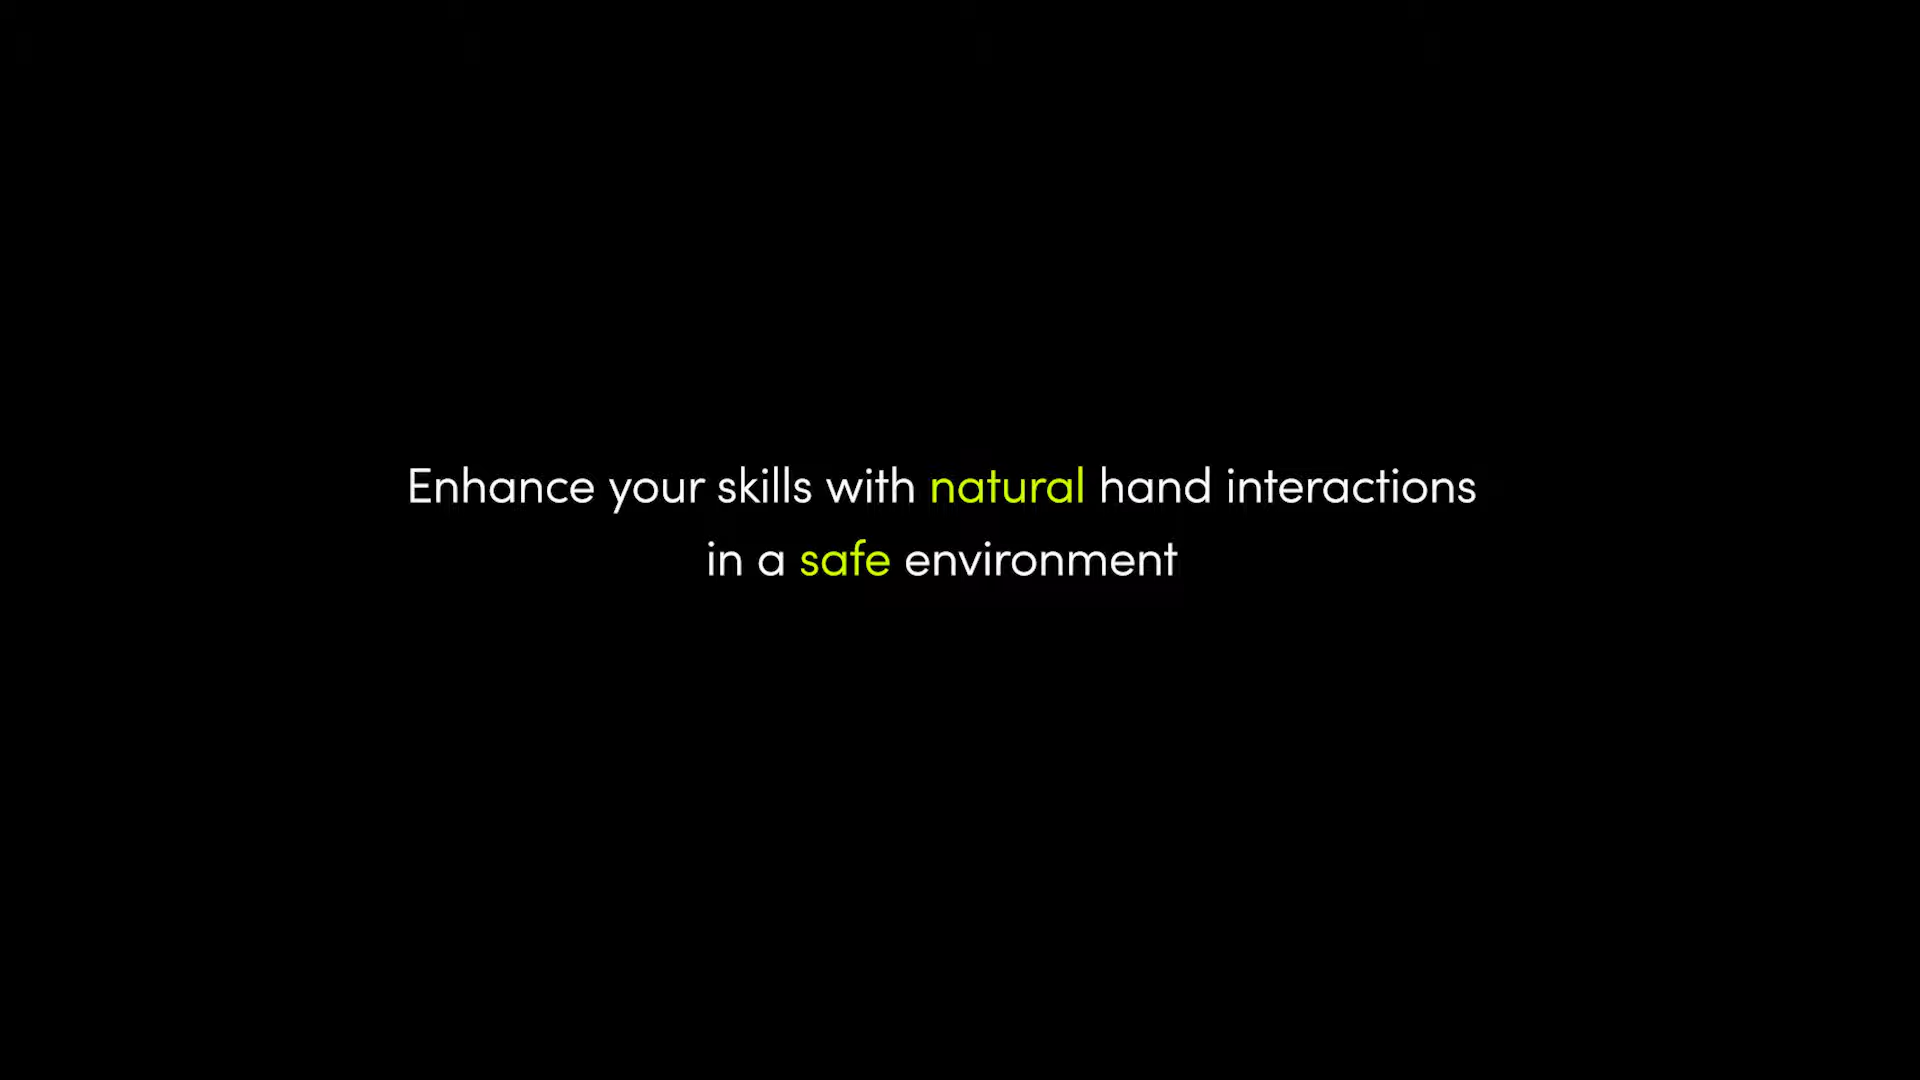 Enhance your skills with natural hand interactions
in a safe environment